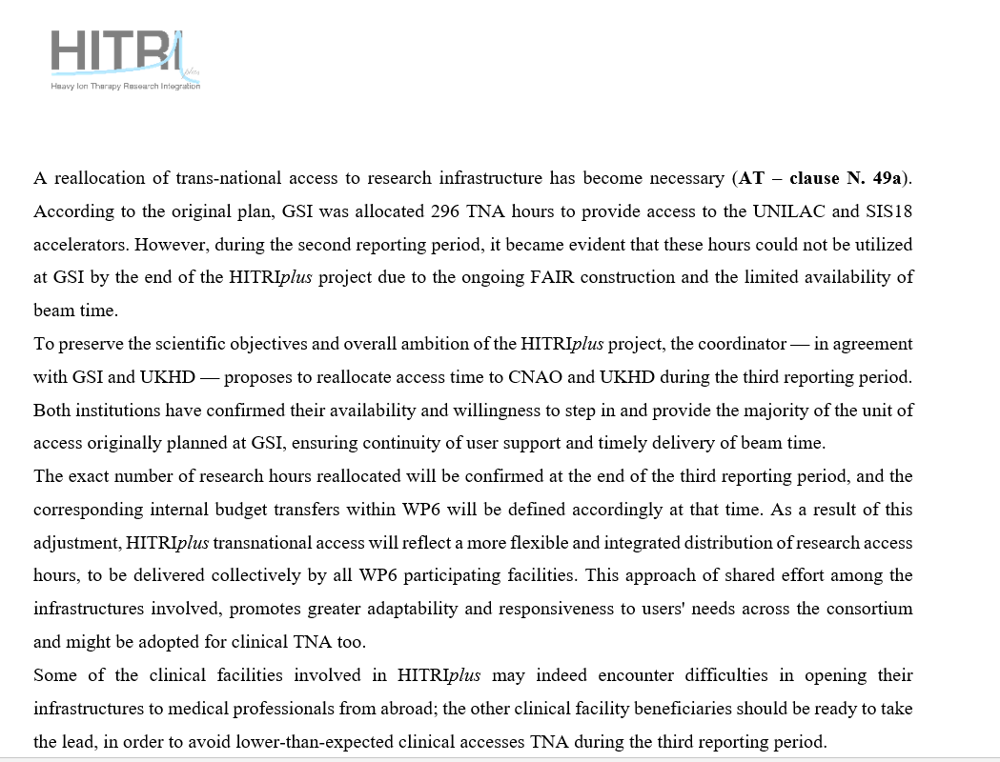 HITRI
plus
Heavy Ion Therapy Research Integration
A reallocation of trans-national access to research infrastructure has become necessary (AT – clause N. 49a).
According to the original plan, GSI was allocated 296 TNA hours to provide access to the UNILAC and SIS18
accelerators. However, during the second reporting period, it became evident that these hours could not be utilized
at GSI by the end of the HITRIplus project due to the ongoing FAIR construction and the limited availability of
beam time.
To preserve the scientific objectives and overall ambition of the HITRIplus project, the coordinator — in agreement
with GSI and UKHD — proposes to reallocate access time to CNAO and UKHD during the third reporting period.
Both institutions have confirmed their availability and willingness to step in and provide the majority of the unit of
access originally planned at GSI, ensuring continuity of user support and timely delivery of beam time.
The exact number of research hours reallocated will be confirmed at the end of the third reporting period, and the
corresponding internal budget transfers within WP6 will be defined accordingly at that time. As a result of this
adjustment, HITRIplus transnational access will reflect a more flexible and integrated distribution of research access
hours, to be delivered collectively by all WP6 participating facilities. This approach of shared effort among the
infrastructures involved, promotes greater adaptability and responsiveness to users' needs across the consortium
and might be adopted for clinical TNA too.
Some of the clinical facilities involved in HITRIplus may indeed encounter difficulties in opening their
infrastructures to medical professionals from abroad; the other clinical facility beneficiaries should be ready to take
the lead, in order to avoid lower-than-expected clinical accesses TNA during the third reporting period.